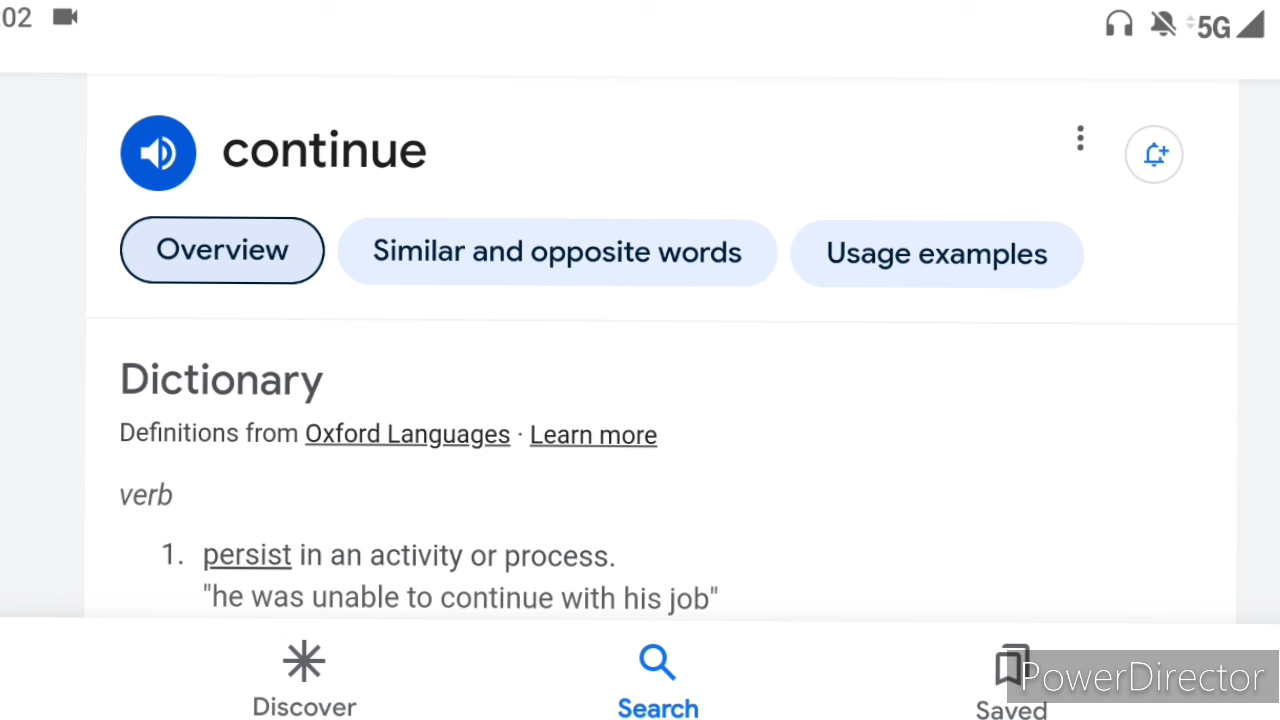 :02
5G
continue
Overview
Similar and opposite words
Usage examples
Dictionary
Definitions from Oxford Languages · Learn more
verb
1. persist in an activity or process.
"he was unable to continue with his job"
Discover
Search
Saved
PowerDirector